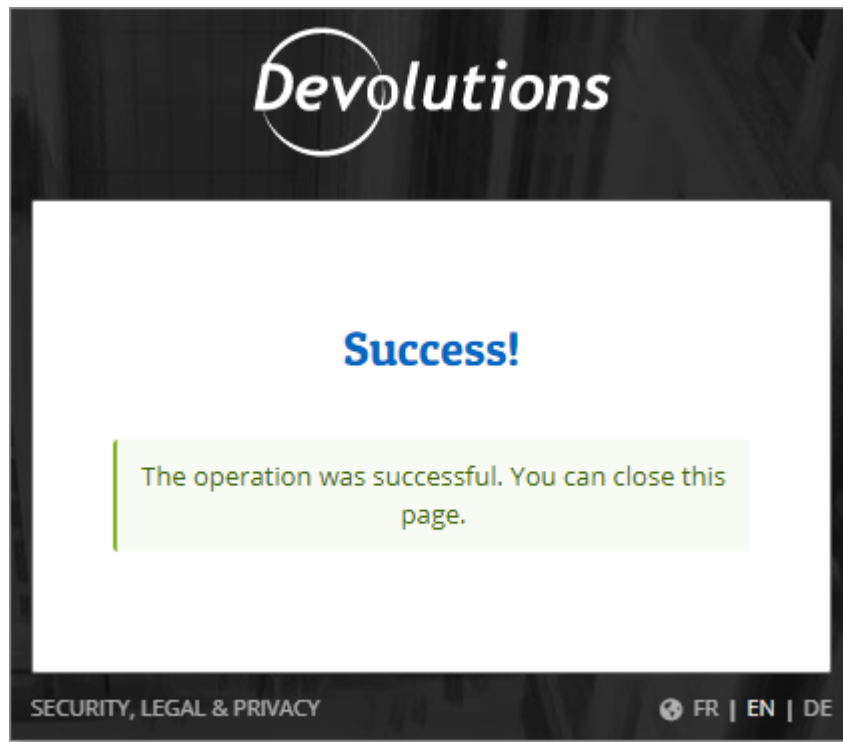 Devolutions
Success!
The operation was successful. You can close this
page.
SECURITY, LEGAL & PRIVACY
FR | EN | DE